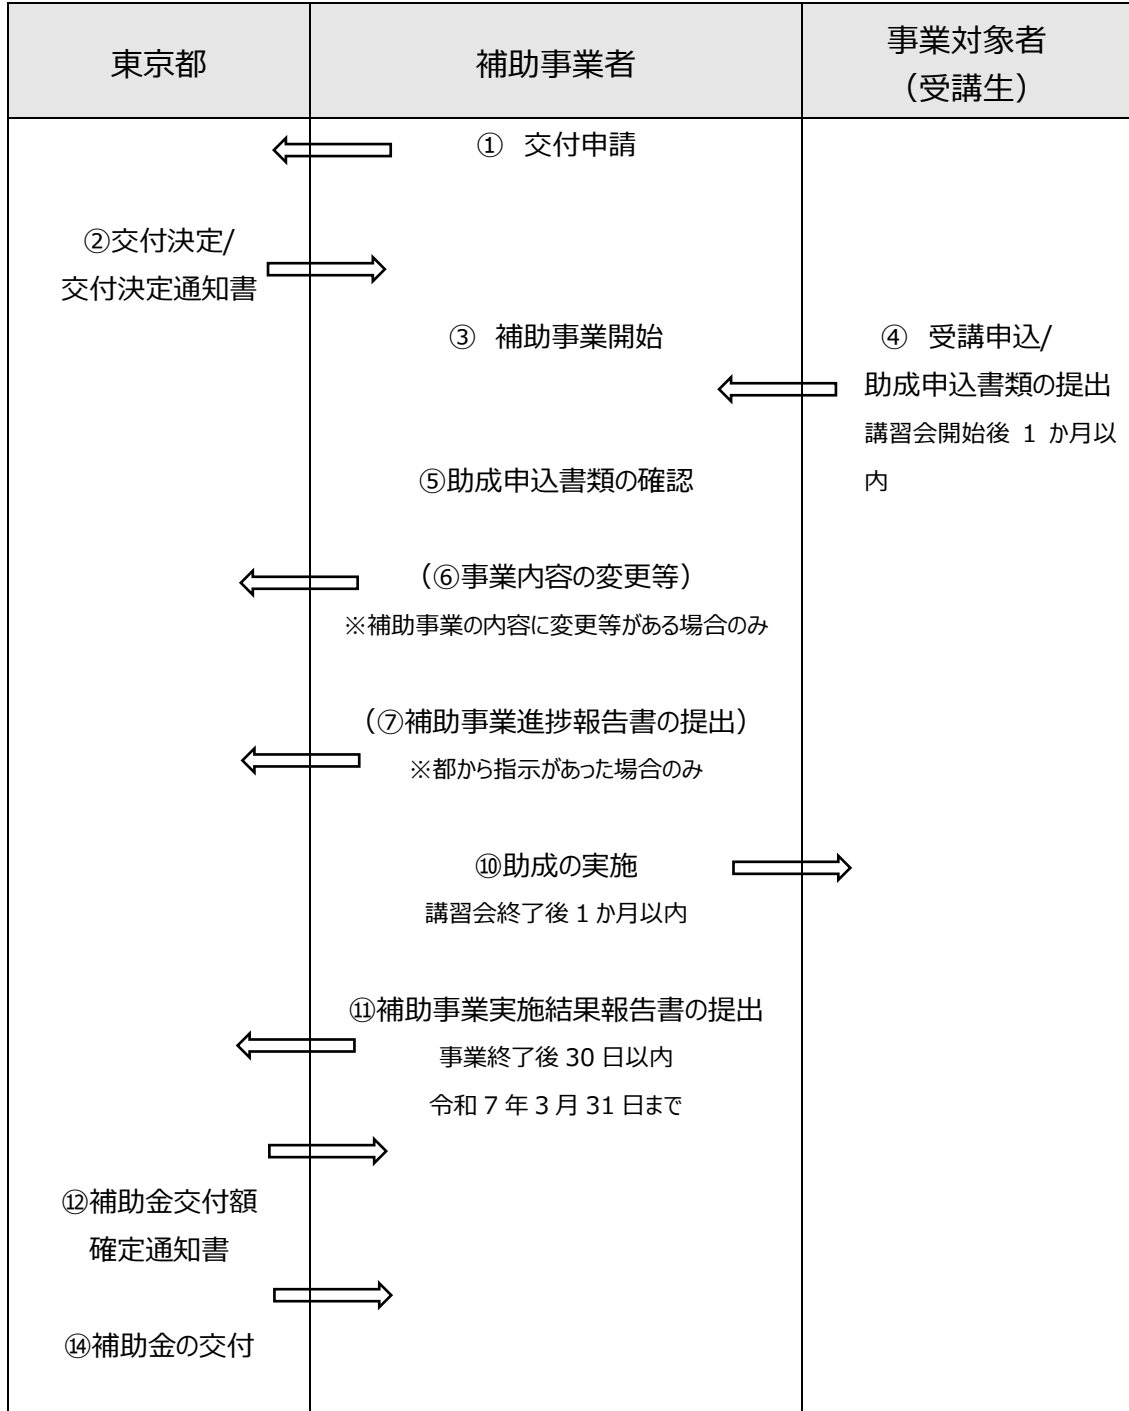 東京都
補助事業者
事業対象者
（受講生）
① 交付申請
②交付決定/
交付決定通知書
③ 補助事業開始
④ 受講申込/
助成申込書類の提出
講習会開始後 1 か月以
内
⑤助成申込書類の確認
（⑥事業内容の変更等）
※補助事業の内容に変更等がある場合のみ
（⑦補助事業進捗報告書の提出）
※都から指示があった場合のみ
⑩助成の実施
講習会終了後 1 か月以内
⑪補助事業実施結果報告書の提出
事業終了後 30 日以内
令和 7 年 3 月 31 日まで
⑫補助金交付額
確定通知書
⑭補助金の交付